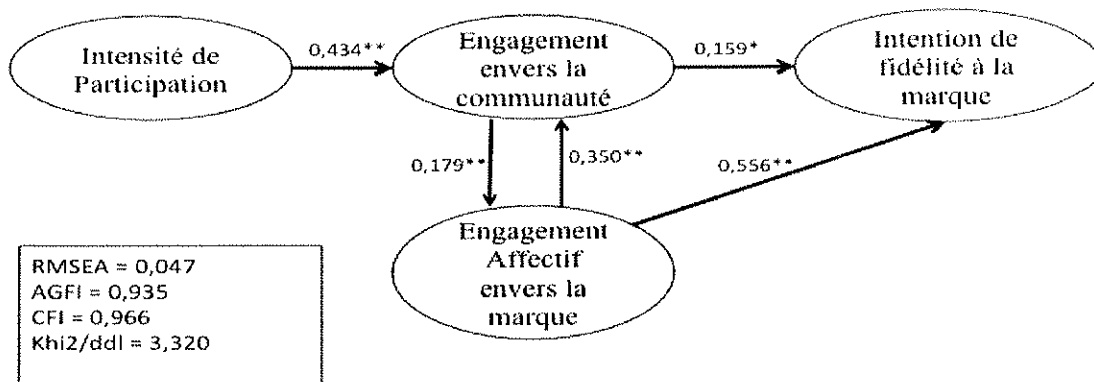 Intensité de
Participation
0,434**
Engagement
envers la
communauté
0,159*
Intention de
fidélité à la
marque
0,179**
0,350**
0,556**
Engagement
Affectif
envers la
marque
RMSEA = 0,047
AGFI = 0,935
CFI = 0,966
Khi2/ddl = 3,320